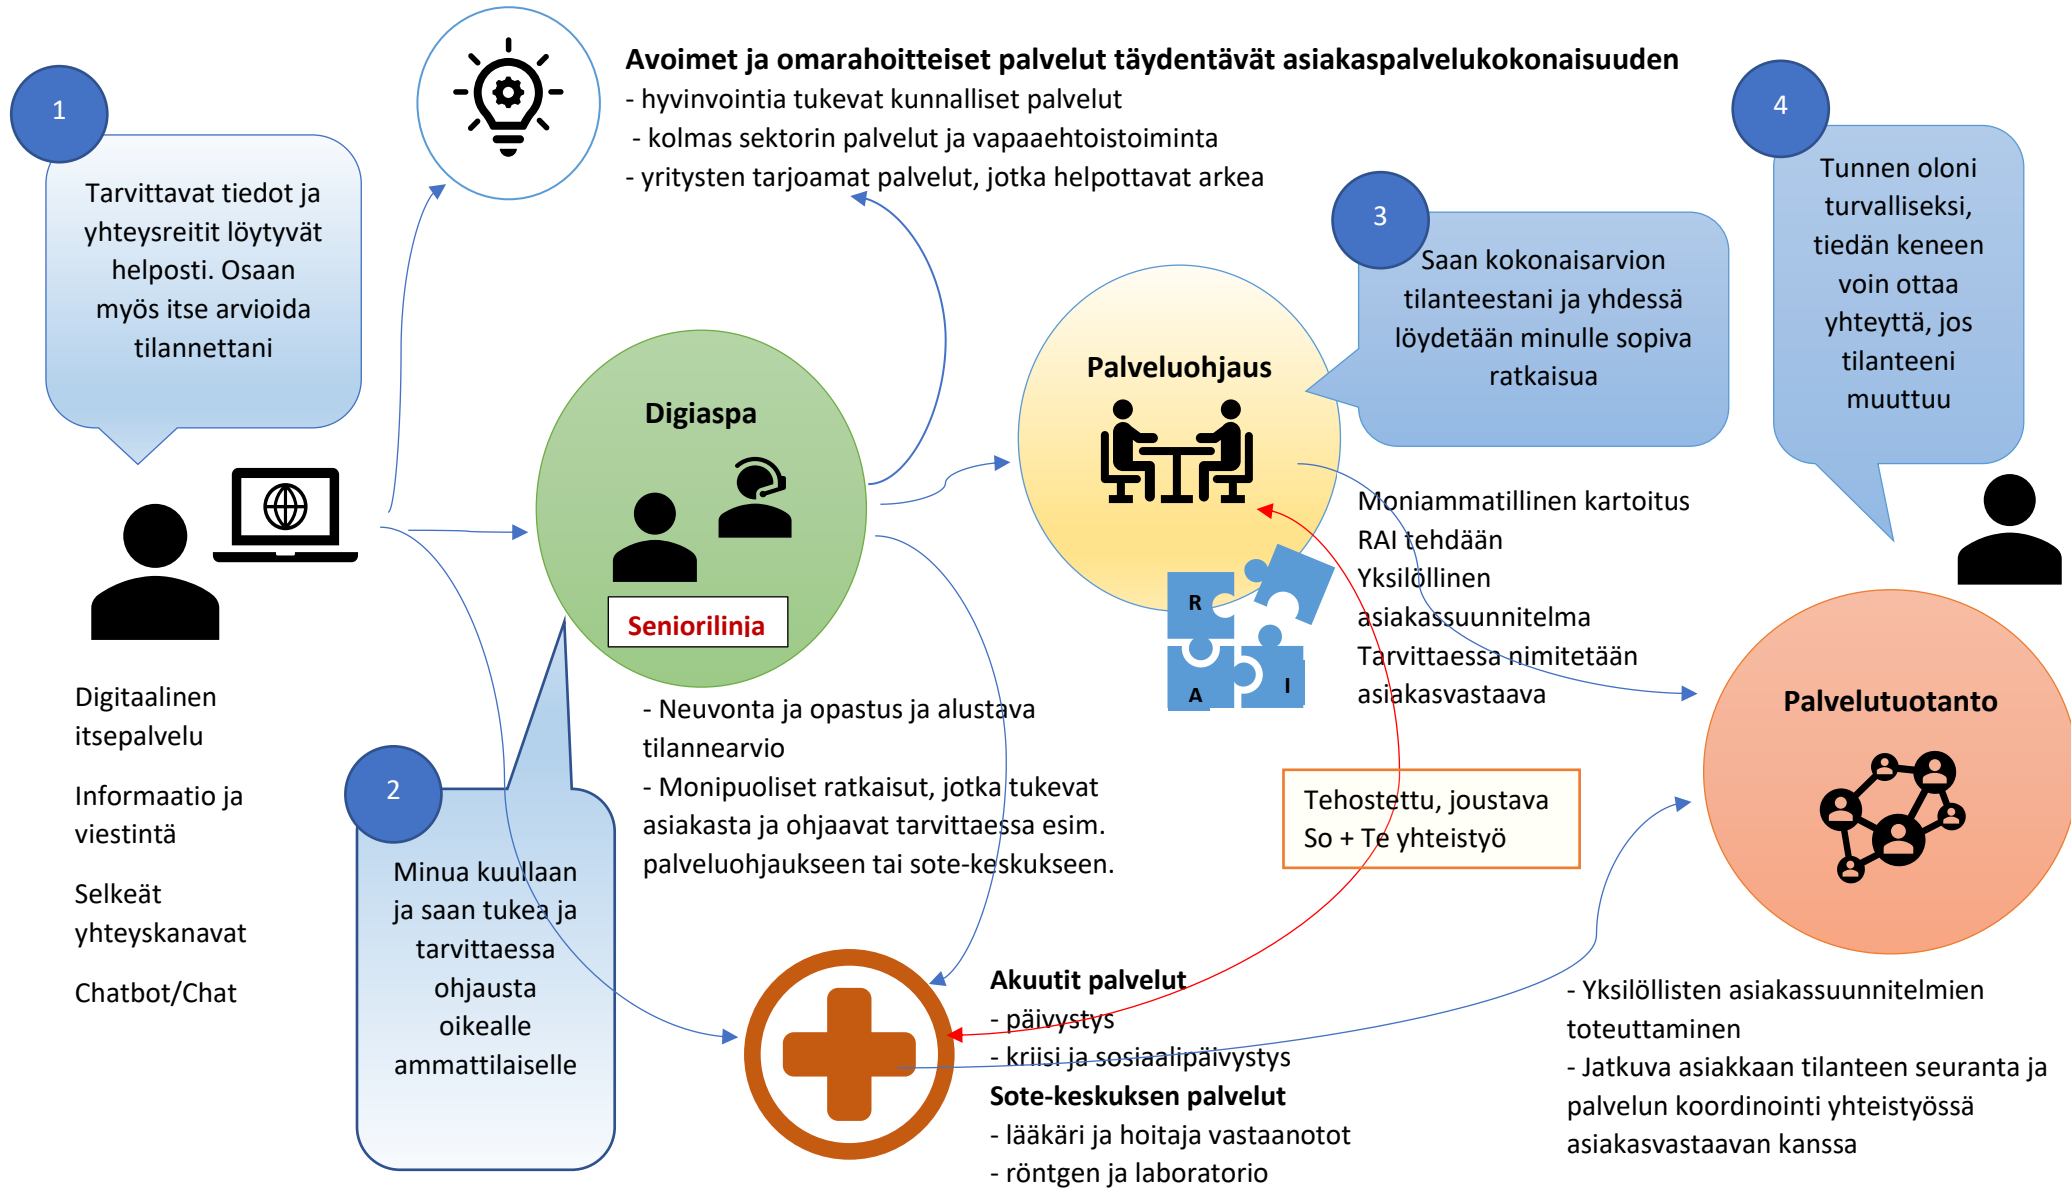 Avoimet ja omarahoitteiset palvelut täydentävät asiakaspalvelukokonaisuuden
- hyvinvointia tukevat kunnalliset palvelut
- kolmas sektorin palvelut ja vapaaehtoistoiminta
- yritysten tarjoamat palvelut, jotka helpottavat arkea
1
Tarvittavat tiedot ja
yhteysreitit löytyvät
helposti. Osaan
myös itse arvioida
tilannettani
Digitaalinen
itsepalvelu
Informaatio ja
viestintä
Selkeät
yhteyskanavat
Chatbot/Chat
2
Minua kuullaan
ja saan tukea ja
tarvittaessa
ohjausta
oikealle
ammattilaiselle
Digiaspa
Seniorilinja
- Neuvonta ja opastus ja alustava
tilannearvio
- Monipuoliset ratkaisut, jotka tukevat
asiakasta ja ohjaavat tarvittaessa esim.
palveluohjaukseen tai sote-keskukseen.
Palveluohjaus
R
A
I
3
Saan kokonaisarvion
tilanteestani ja yhdessä
löydetään minulle sopiva
ratkaisua
Moniammatillinen kartoitus
RAI tehdään
Yksilöllinen
asiakassuunnitelma
Tarvittaessa nimitetään
asiakasvastaava
Tehostettu, joustava
So + Te yhteistyö
Akuutit palvelut
- päivystys
- kriisi ja sosiaalipäivystys
Sote-keskuksen palvelut
- lääkäri ja hoitaja vastaanotot
- röntgen ja laboratorio
4
Tunnen oloni
turvalliseksi,
tiedän keneen
voin ottaa
yhteyttä, jos
tilanteeni
muuttuu
Palvelutuotanto
- Yksilöllisten asiakassuunnitelmien
toteuttaminen
- Jatkuva asiakkaan tilanteen seuranta ja
palvelun koordinointi yhteistyössä
asiakasvastaavan kanssa